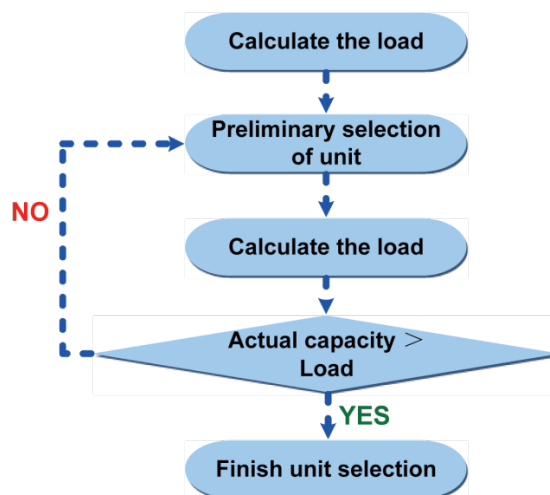 Calculate the load
Preliminary selection
of unit
NO
Calculate the load
Actual capacity >
Load
YES
Finish unit selection